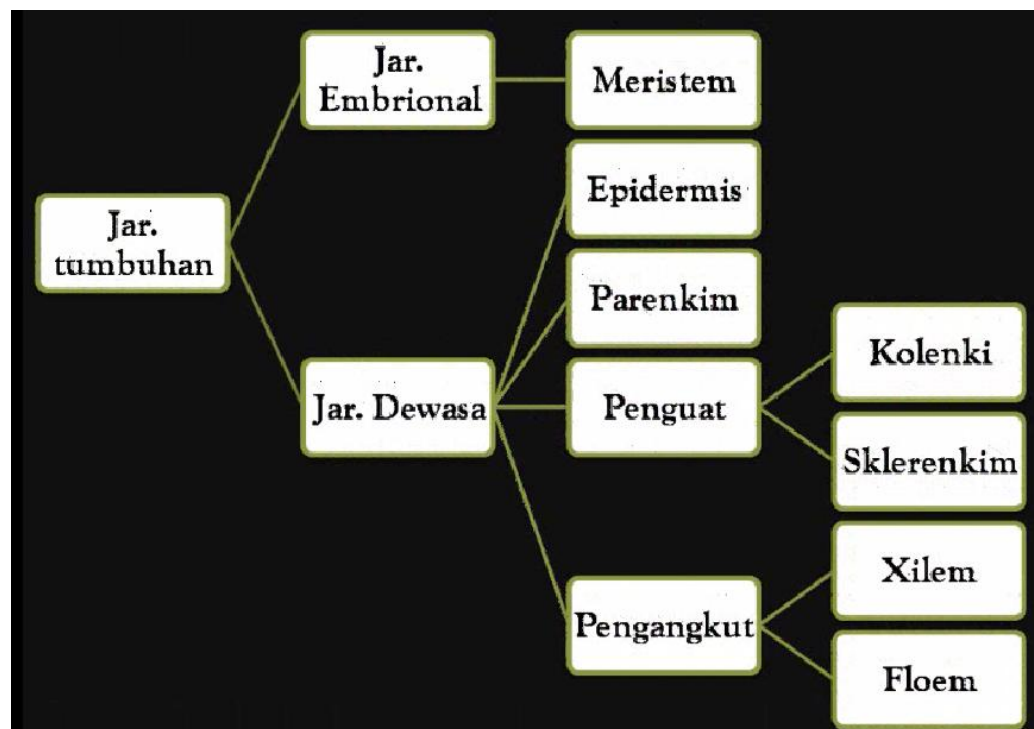 Jar.
Embrional
Meristem
Epidermis
Jar.
tumbuhan
Parenkim
Kolenki
Jar. Dewasa
Penguat
Sklerenkim
Xilem
Pengangkut
Floem